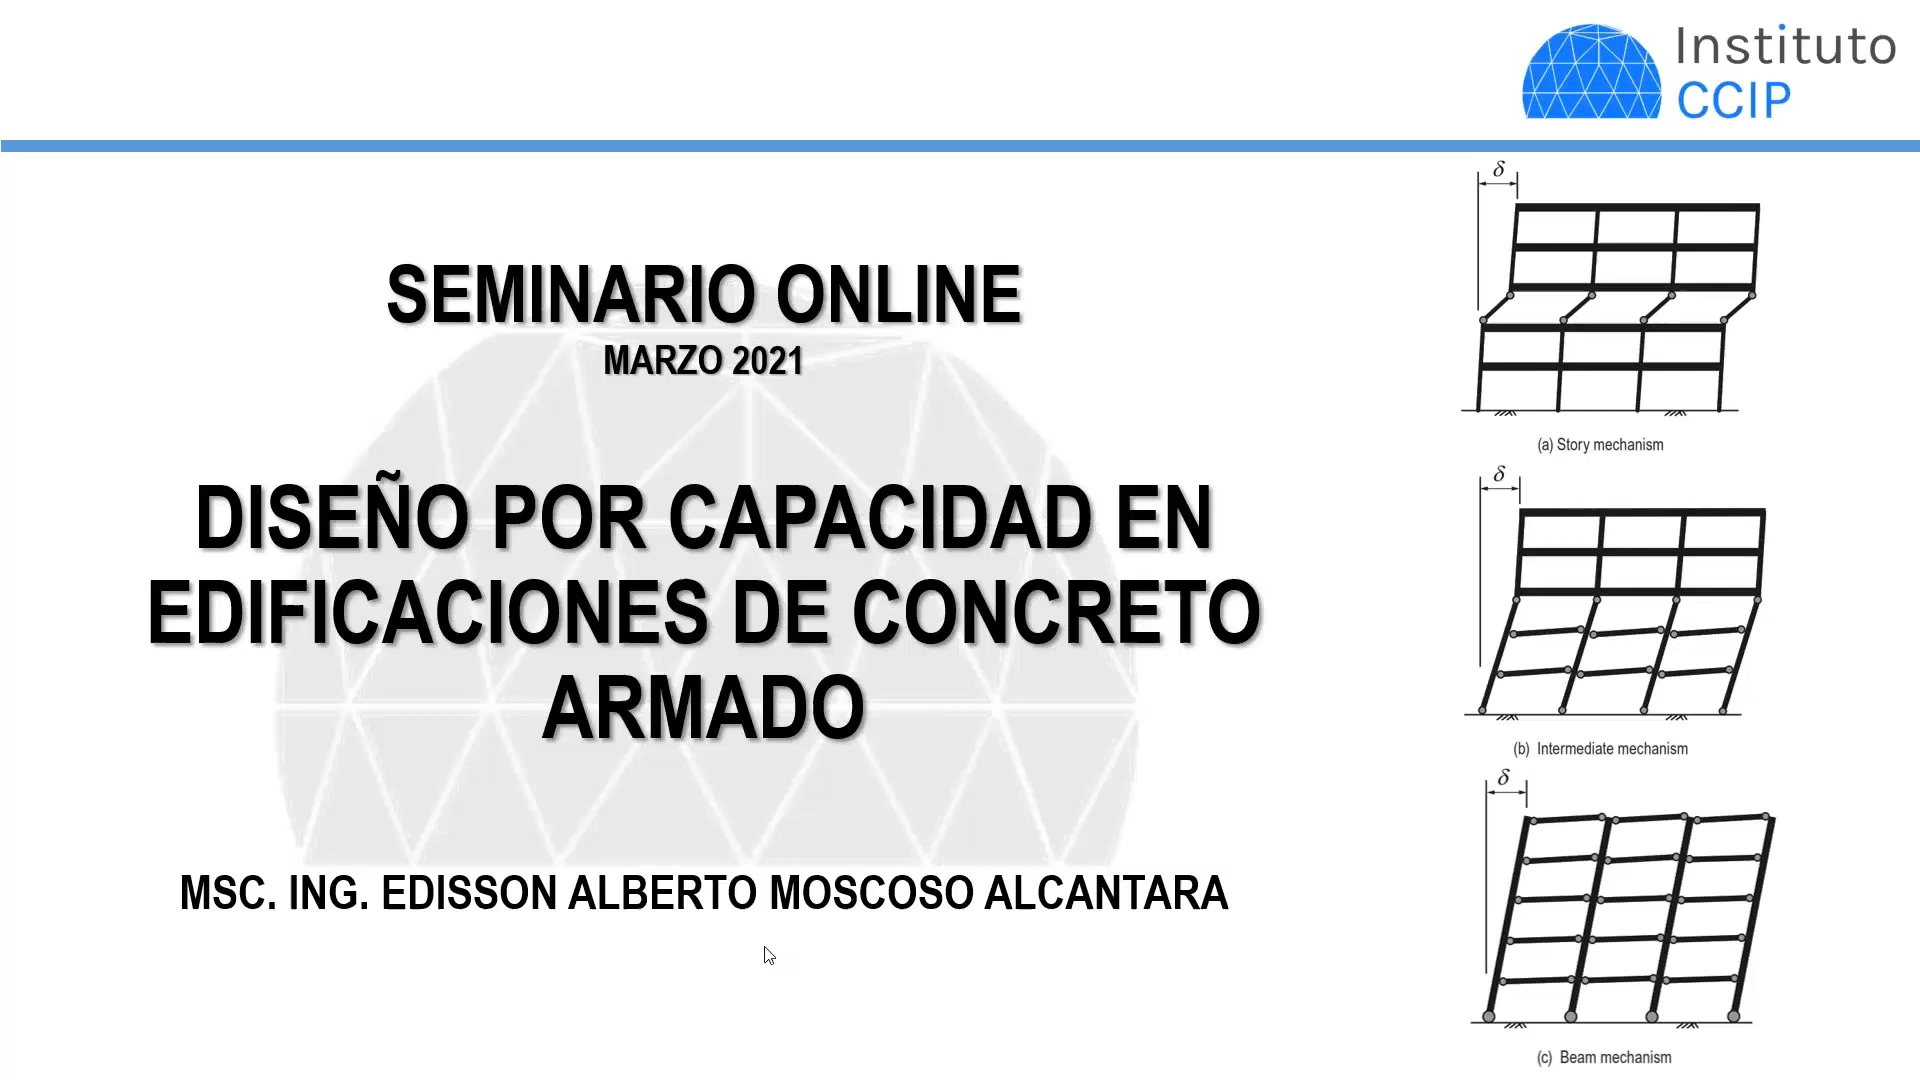 Instituto
CCIP
SEMINARIO ONLINE
MARZO 2021
DISEÑO POR CAPACIDAD EN
EDIFICACIONES DE CONCRETO
ARMADO
MSC. ING. EDISSON ALBERTO MOSCOSO ALCANTARA
δ
(a) Story mechanism
δ
(b) Intermediate mechanism
δ
(c) Beam mechanism